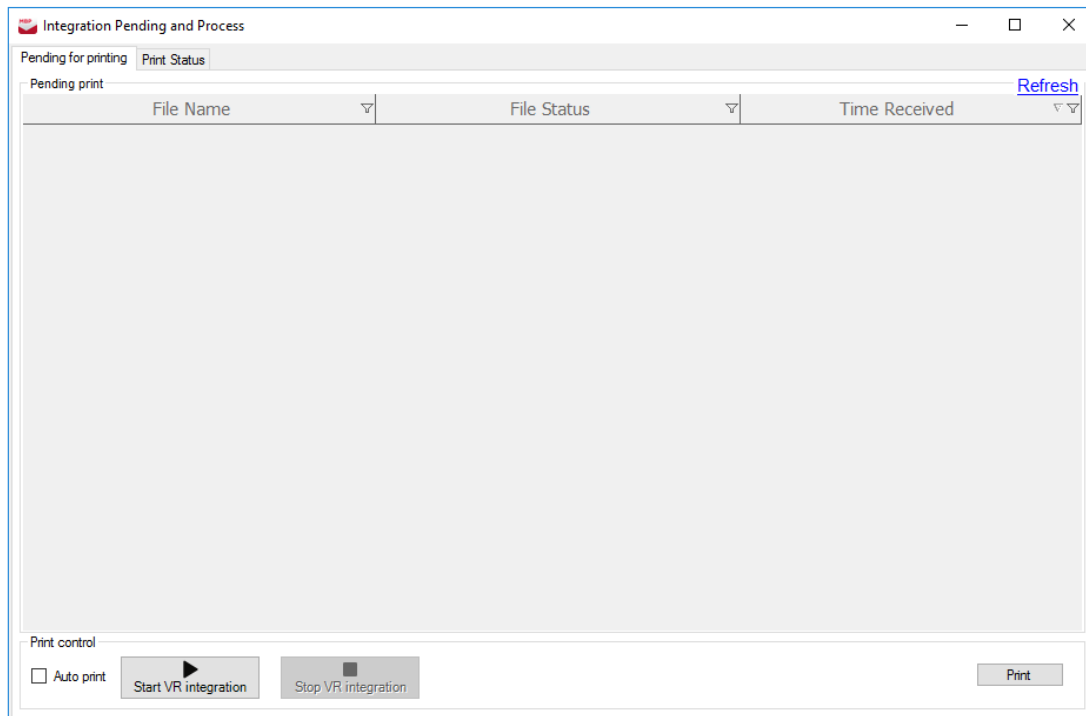 MBP Integration Pending and Process
Pending for printing Print Status
Pending print Refresh
File Name File Status Time Received
Print control
Auto print Start VR integration Stop VR integration Print